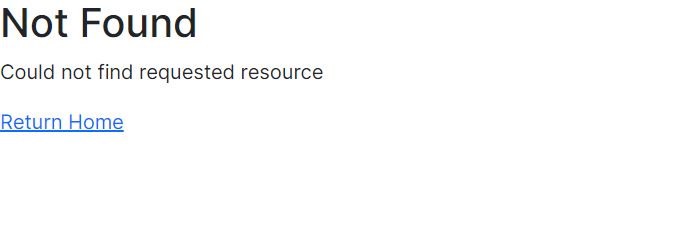 Not Found
Could not find requested resource
Return Home